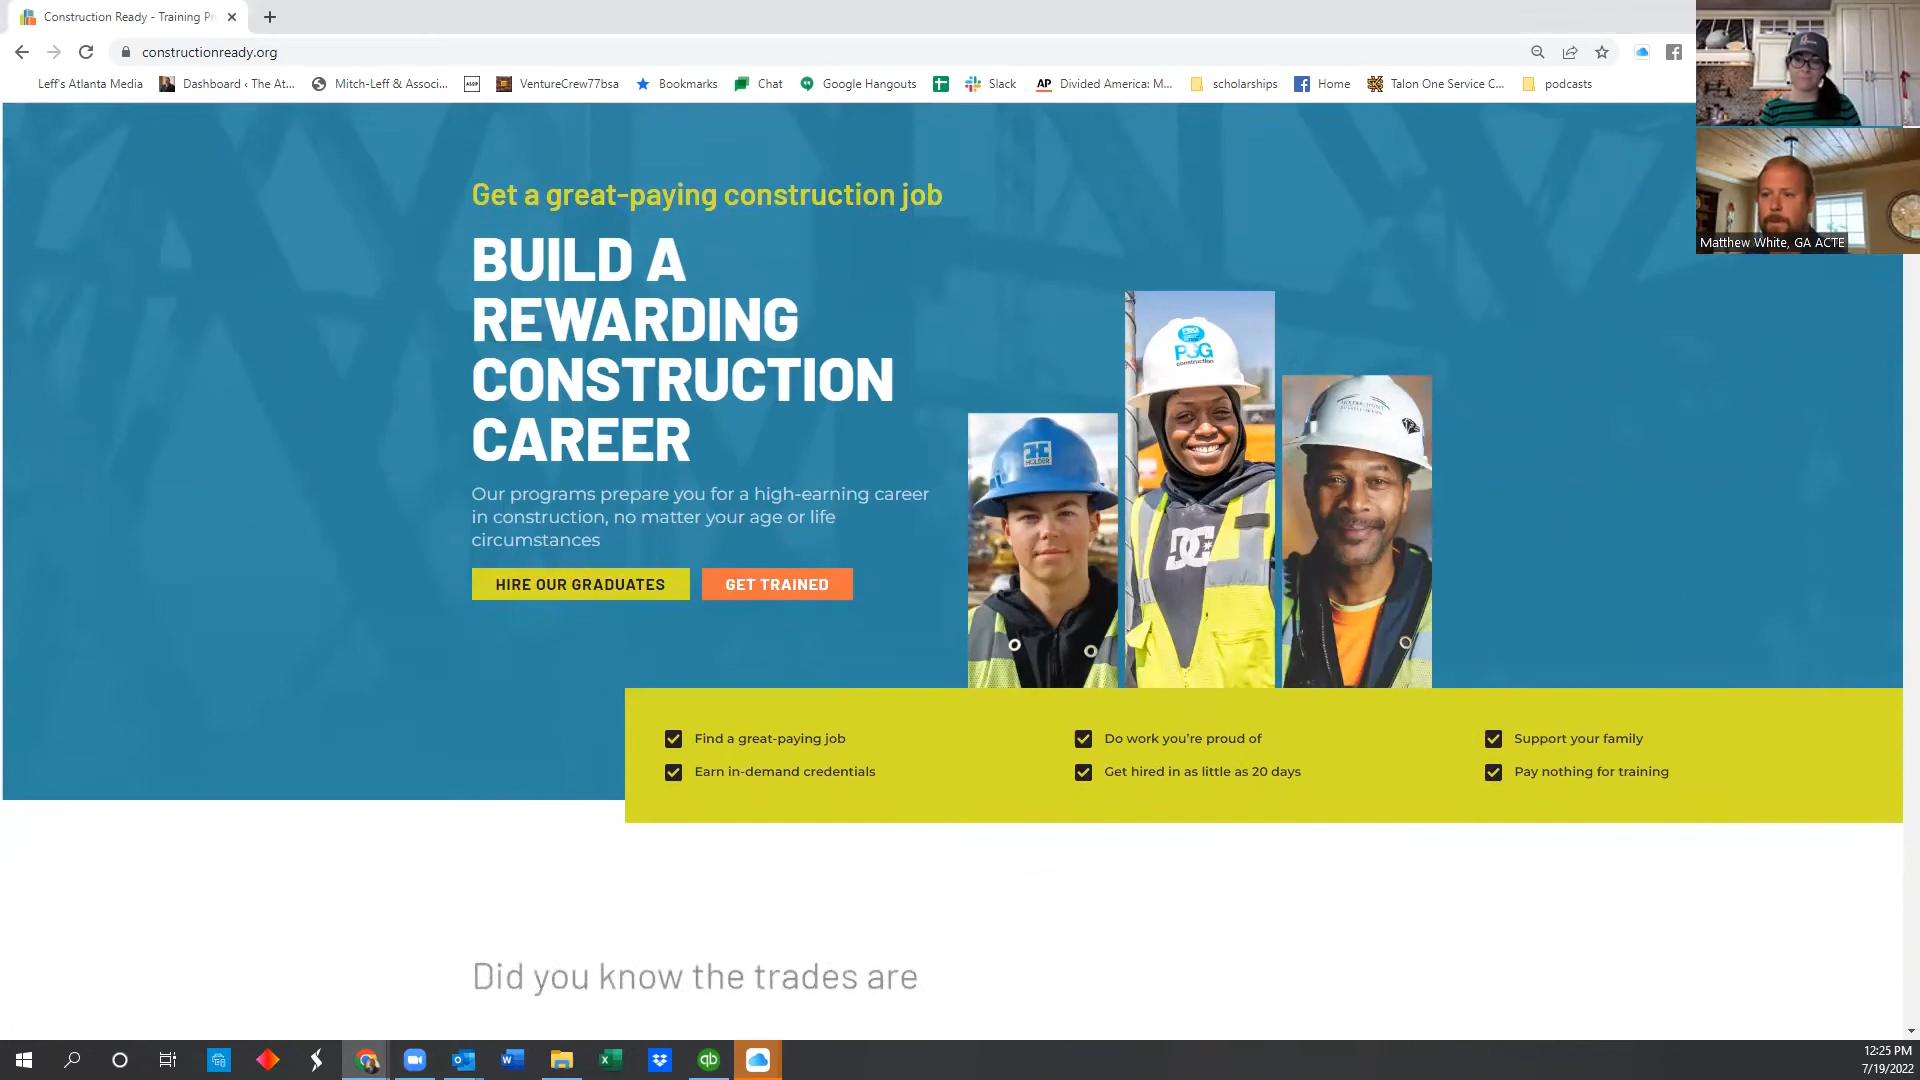 Construction Ready - Training Pr
constructionready.org
Leff's Atlanta Media
Dashboard ‹ The At...
Mitch-Leff & Associ...
VentureCrew77bsa
Bookmarks
Chat
Google Hangouts
Slack
AP
Divided America: M...
scholarships
Home
Talon One Service C...
podcasts
Matthew White, GA ACTE
Get a great-paying construction job
BUILD A
REWARDING
CONSTRUCTION
CAREER
Our programs prepare you for a high-earning career
in construction, no matter your age or life
circumstances
HIRE OUR GRADUATES
GET TRAINED
HOLDER
construction
DC
Find a great-paying job
Do work you're proud of
Support your family
Earn in-demand credentials
Get hired in as little as 20 days
Pay nothing for training
Did you know the trades are
12:25 PM
7/19/2022